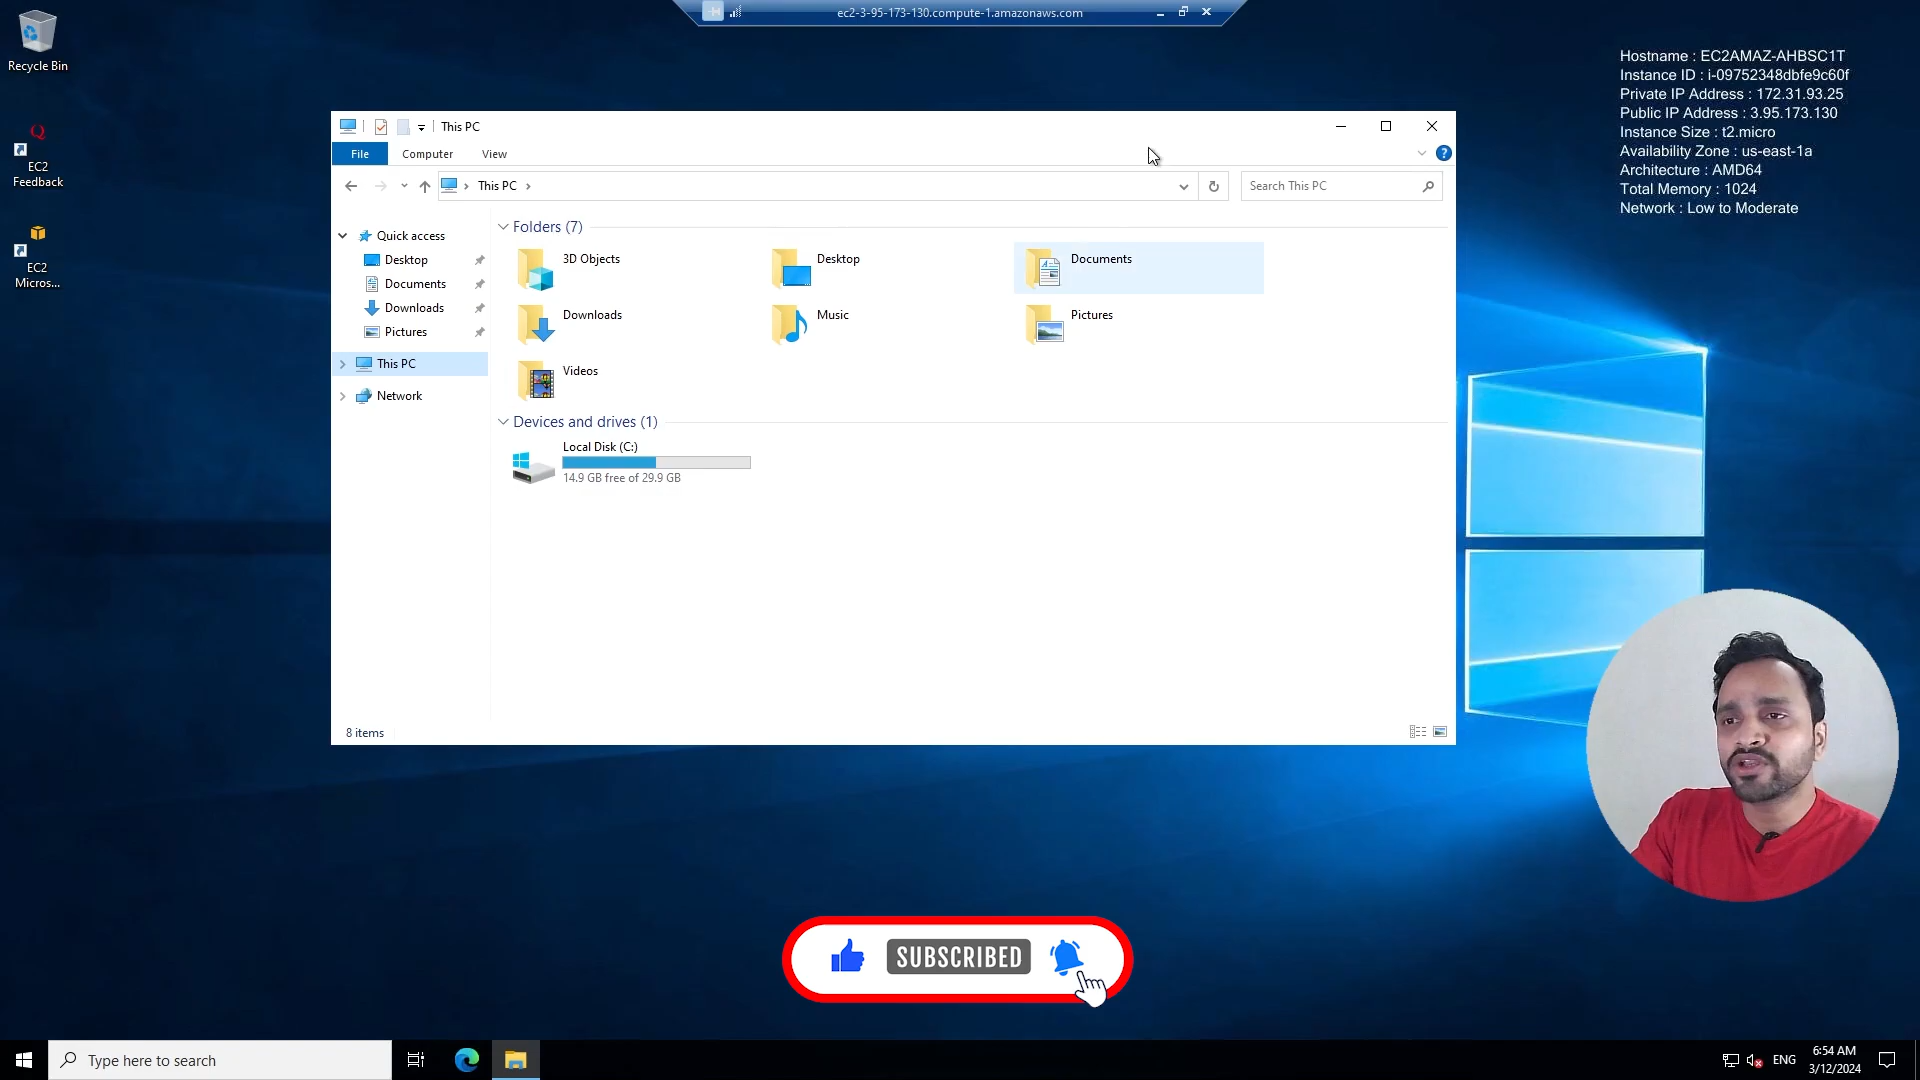 ec2-3-95-173-130.compute-1.amazonaws.com
Recycle Bin
EC2
Feedback
EC2
Micros...
Hostname : EC2AMAZ-AHBSC1T
Instance ID : i-09752348dbfe9c60f
Private IP Address : 172.31.93.25
Public IP Address : 3.95.173.130
Instance Size : t2.micro
Availability Zone : us-east-1a
Architecture : AMD64
Total Memory : 1024
Network : Low to Moderate
This PC
File
Computer
View
This PC
Search This PC
Quick access
Desktop
Documents
Downloads
Pictures
This PC
Network
Folders (7)
3D Objects
Desktop
Documents
Downloads
Music
Pictures
Videos
Devices and drives (1)
Local Disk (C:)
14.9 GB free of 29.9 GB
8 items
SUBSCRIBED
Type here to search
ENG
6:54 AM
3/12/2024